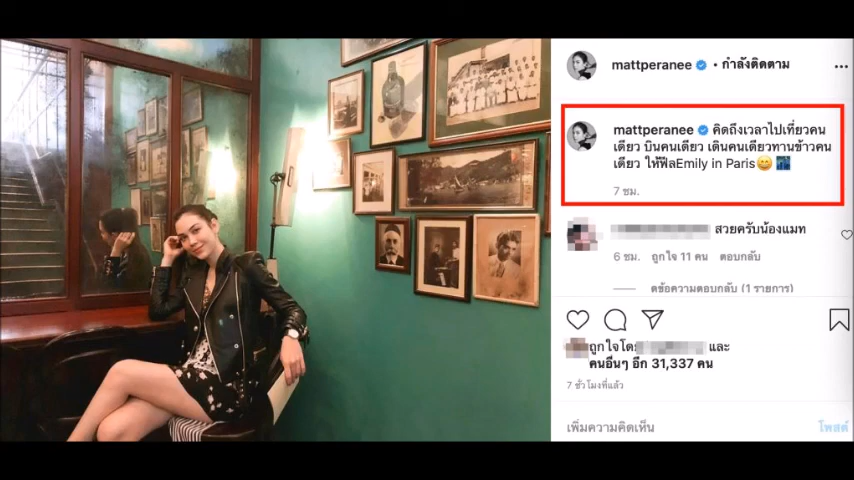 mattperanee • กำลังติดตาม
mattperanee คิดถึงเวลาไปเที่ยวคน
เดียว บินคนเดียว เดินคนเดียวทานข้าวคน
เดียว ให้ฟีลEmily in Paris😄🌃
7 ชม.
สวยครับน้องแมท
6 ชม. ถูกใจ 11 คน ตอบกลับ
ดูข้อความตอบกลับ (1 รายการ)
ถูกใจโดย และ
คนอื่นๆ อีก 31,337 คน
7 ชั่วโมงที่แล้ว
เพิ่มความคิดเห็น โพสต์